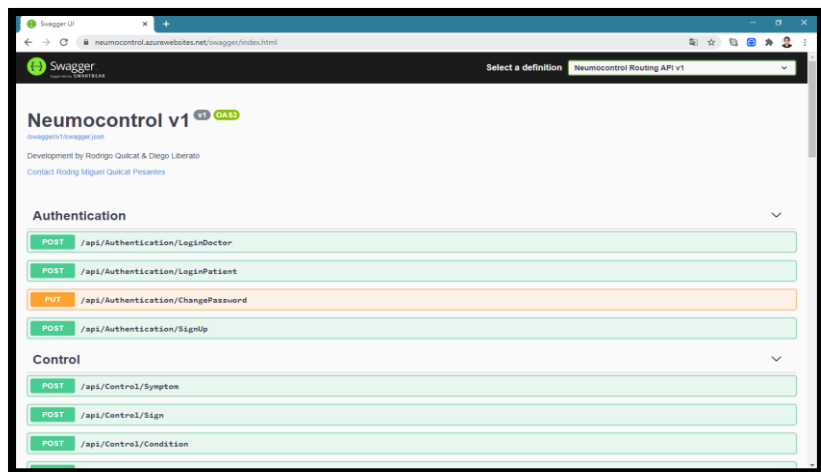 Swagger UI
neumocontrol.azurewebsites.net/swagger/index.html
Swagger
Supported by SMARTBEAR
Select a definition
Neumocontrol Routing API v1
Neumocontrol v1 v1 OAS3
/swagger/v1/swagger.json
Development by Rodrigo Quilcat & Diego Liberato
Contact Rodrig Miguel Quilcat Pesantes
Authentication
POST /api/Authentication/LoginDoctor
POST /api/Authentication/LoginPatient
PUT /api/Authentication/ChangePassword
POST /api/Authentication/SignUp
Control
POST /api/Control/Symptom
POST /api/Control/Sign
POST /api/Control/Condition